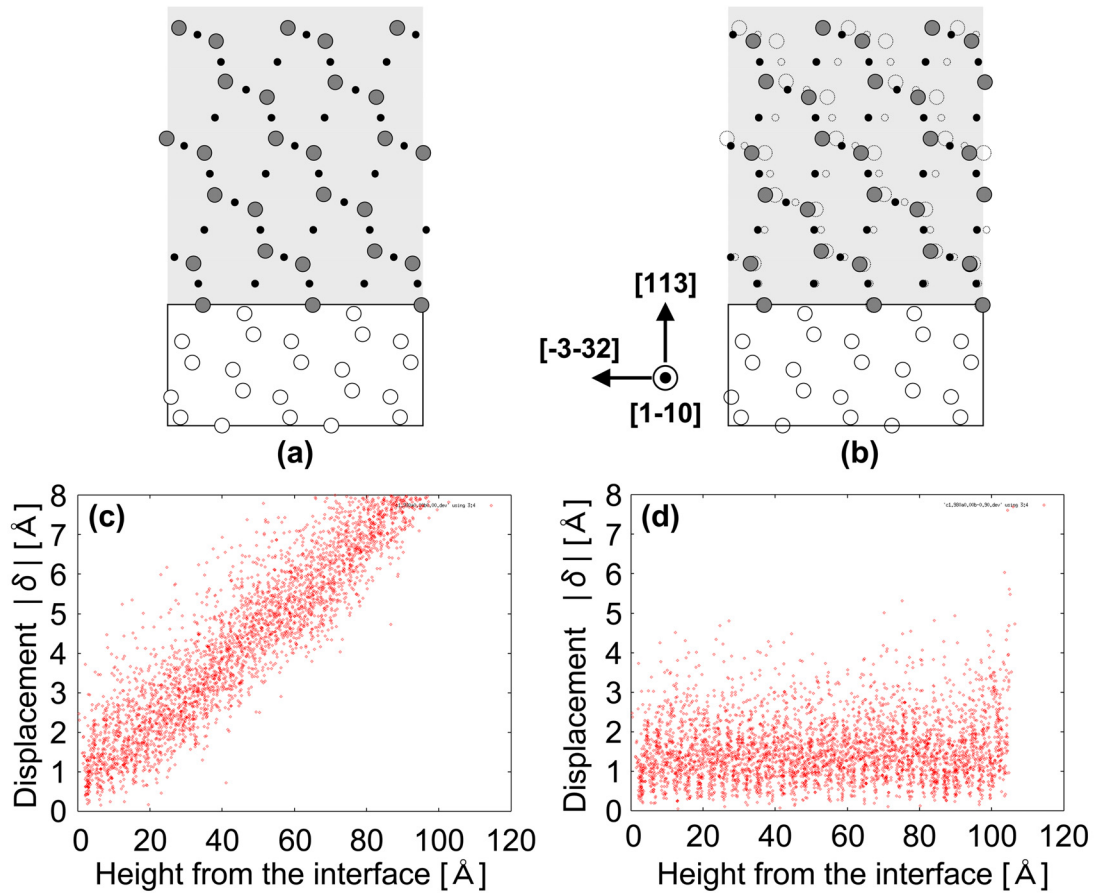 [113]
[-3-32]
[1-10]
(a)
(b)
(c)
8
7
6
5
4
3
2
1
0
Displacement |δ| [Å]
0 20 40 60 80 100 120
Height from the interface [Å]
(d)
8
7
6
5
4
3
2
1
0
Displacement |δ| [Å]
0 20 40 60 80 100 120
Height from the interface [Å]